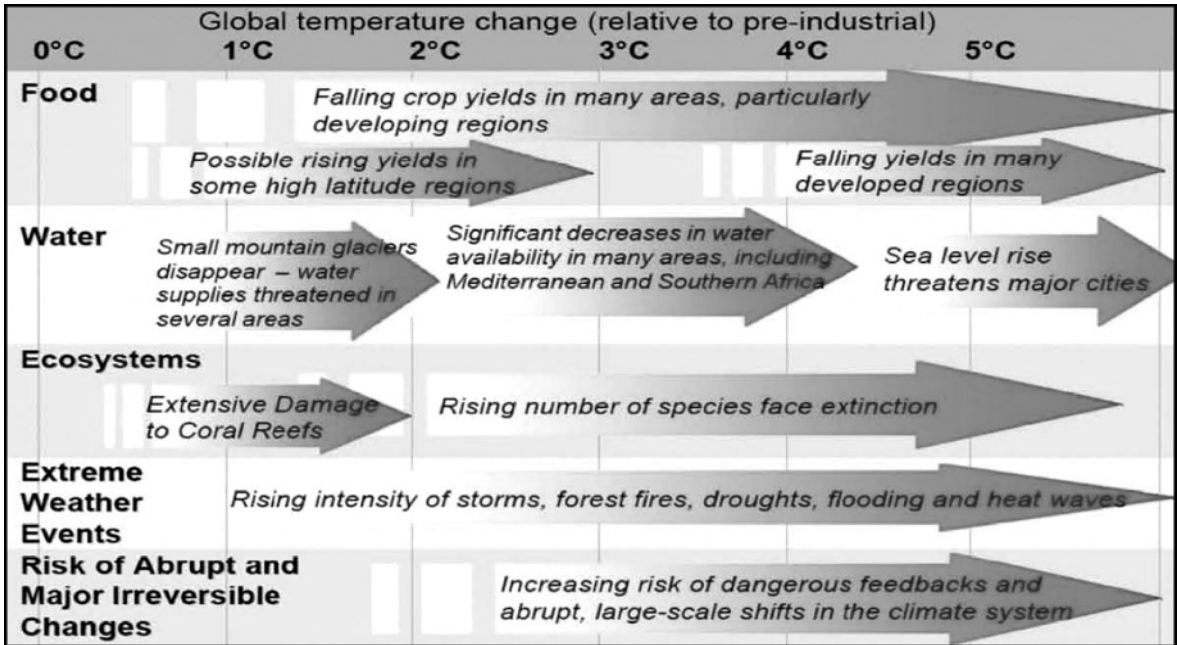 Global temperature change (relative to pre-industrial)
0°C 1°C 2°C 3°C 4°C 5°C
Food
Falling crop yields in many areas, particularly
developing regions
Possible rising yields in
some high latitude regions
Falling yields in many
developed regions
Water
Small mountain glaciers
disappear – water
supplies threatened in
several areas
Significant decreases in water
availability in many areas, including
Mediterranean and Southern Africa
Sea level rise
threatens major cities
Ecosystems
Extensive Damage
to Coral Reefs
Rising number of species face extinction
Extreme
Weather
Events
Rising intensity of storms, forest fires, droughts, flooding and heat waves
Risk of Abrupt and
Major Irreversible
Changes
Increasing risk of dangerous feedbacks and
abrupt, large-scale shifts in the climate system